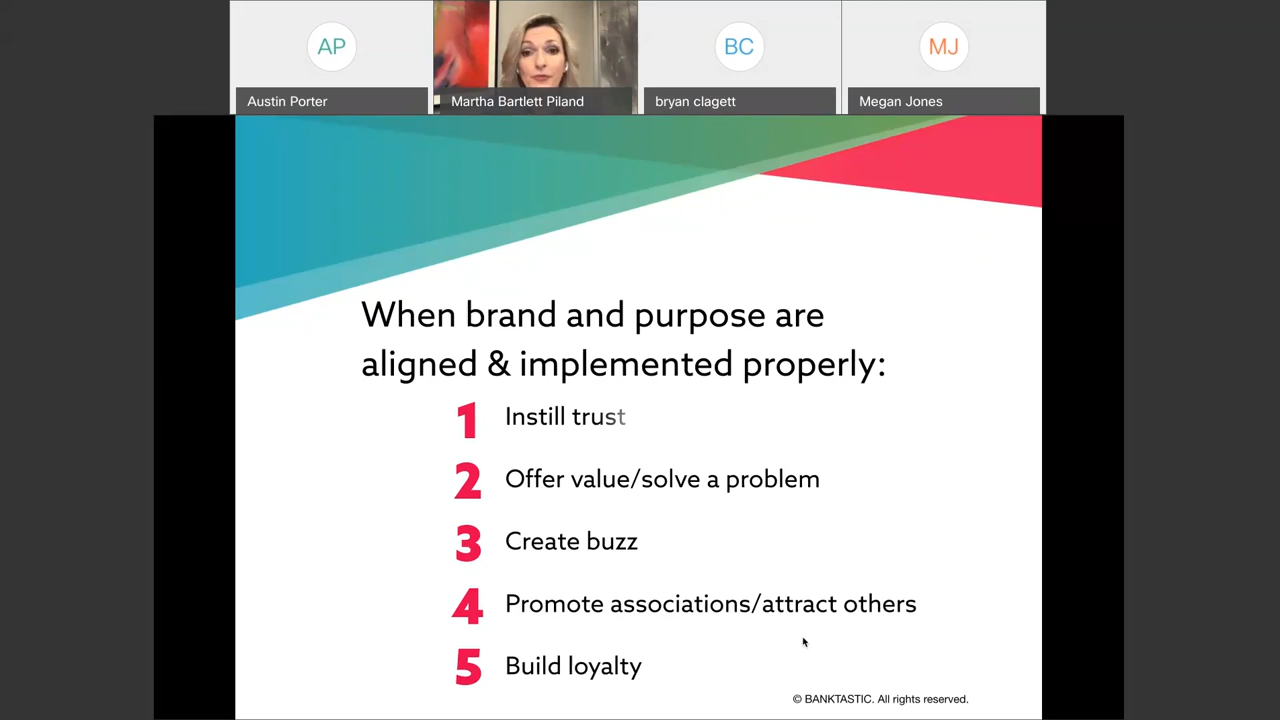 AP
Austin Porter
Martha Bartlett Piland
BC
bryan clagett
MJ
Megan Jones
When brand and purpose are
aligned & implemented properly:
1 Instill trust
2 Offer value/solve a problem
3 Create buzz
4 Promote associations/attract others
5 Build loyalty
© BANKTASTIC. All rights reserved.